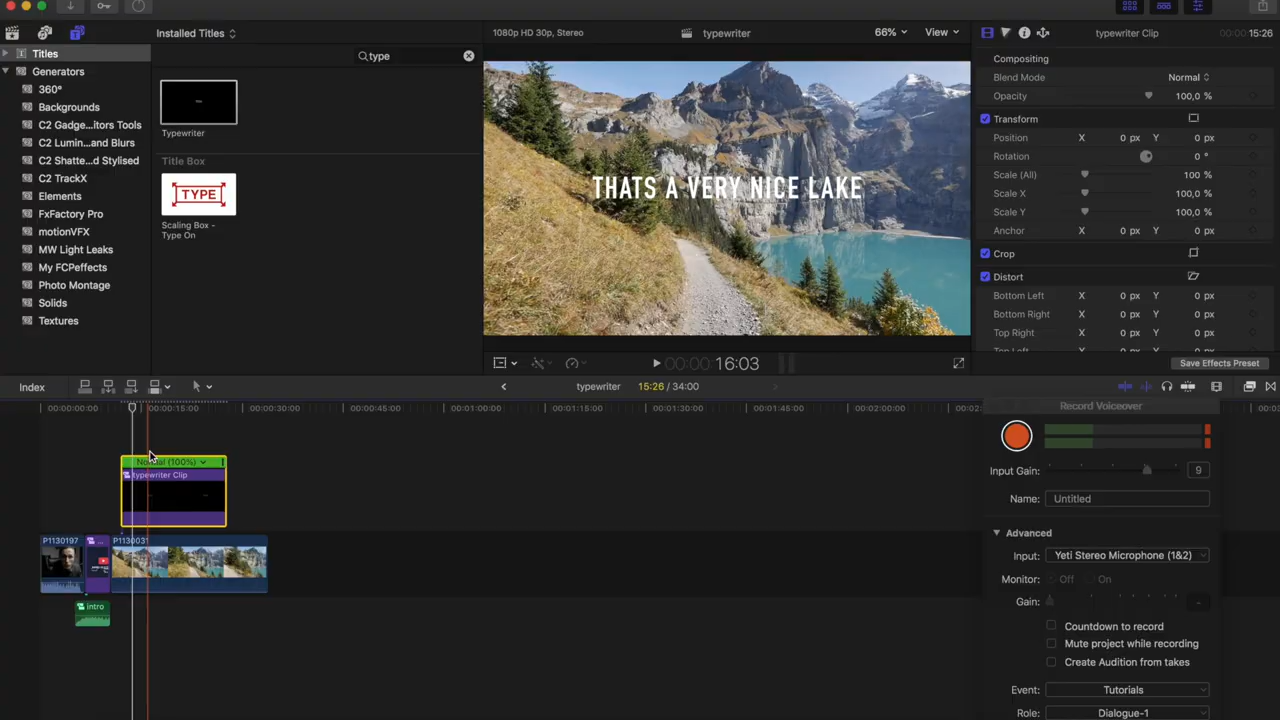 Installed Titles
1080p HD 30p, Stereo
typewriter
66%
View
typewriter Clip
00:00:15:26
Titles
Generators
360°
Backgrounds
C2 Gadge...itors Tools
C2 Lumin...and Blurs
C2 Shatte...d Stylised
C2 TrackX
Elements
FxFactory Pro
motionVFX
MW Light Leaks
My FCPeffects
Photo Montage
Solids
Textures
type
Typewriter
Title Box
TYPE
Scaling Box -
Type On
THATS A VERY NICE LAKE
00:00:16:03
Compositing
Blend Mode Normal
Opacity 100,0 %
Transform
Position X 0 px Y 0 px
Rotation 0 °
Scale (All) 100 %
Scale X 100,0 %
Scale Y 100,0 %
Anchor X 0 px Y 0 px
Crop
Distort
Bottom Left X 0 px Y 0 px
Bottom Right X 0 px Y 0 px
Top Right X 0 px Y 0 px
Save Effects Preset
Index
typewriter
15:26 / 34:00
00:00:00:00
00:00:15:00
00:00:30:00
00:00:45:00
00:01:00:00
00:01:15:00
00:01:30:00
00:01:45:00
00:02:00:00
Normal (100%)
typewriter Clip
P1130197
P1130031
intro
Record Voiceover
Input Gain: 9
Name: Untitled
Advanced
Input: Yeti Stereo Microphone (1&2)
Monitor: Off On
Gain: -
Countdown to record
Mute project while recording
Create Audition from takes
Event: Tutorials
Role: Dialogue-1